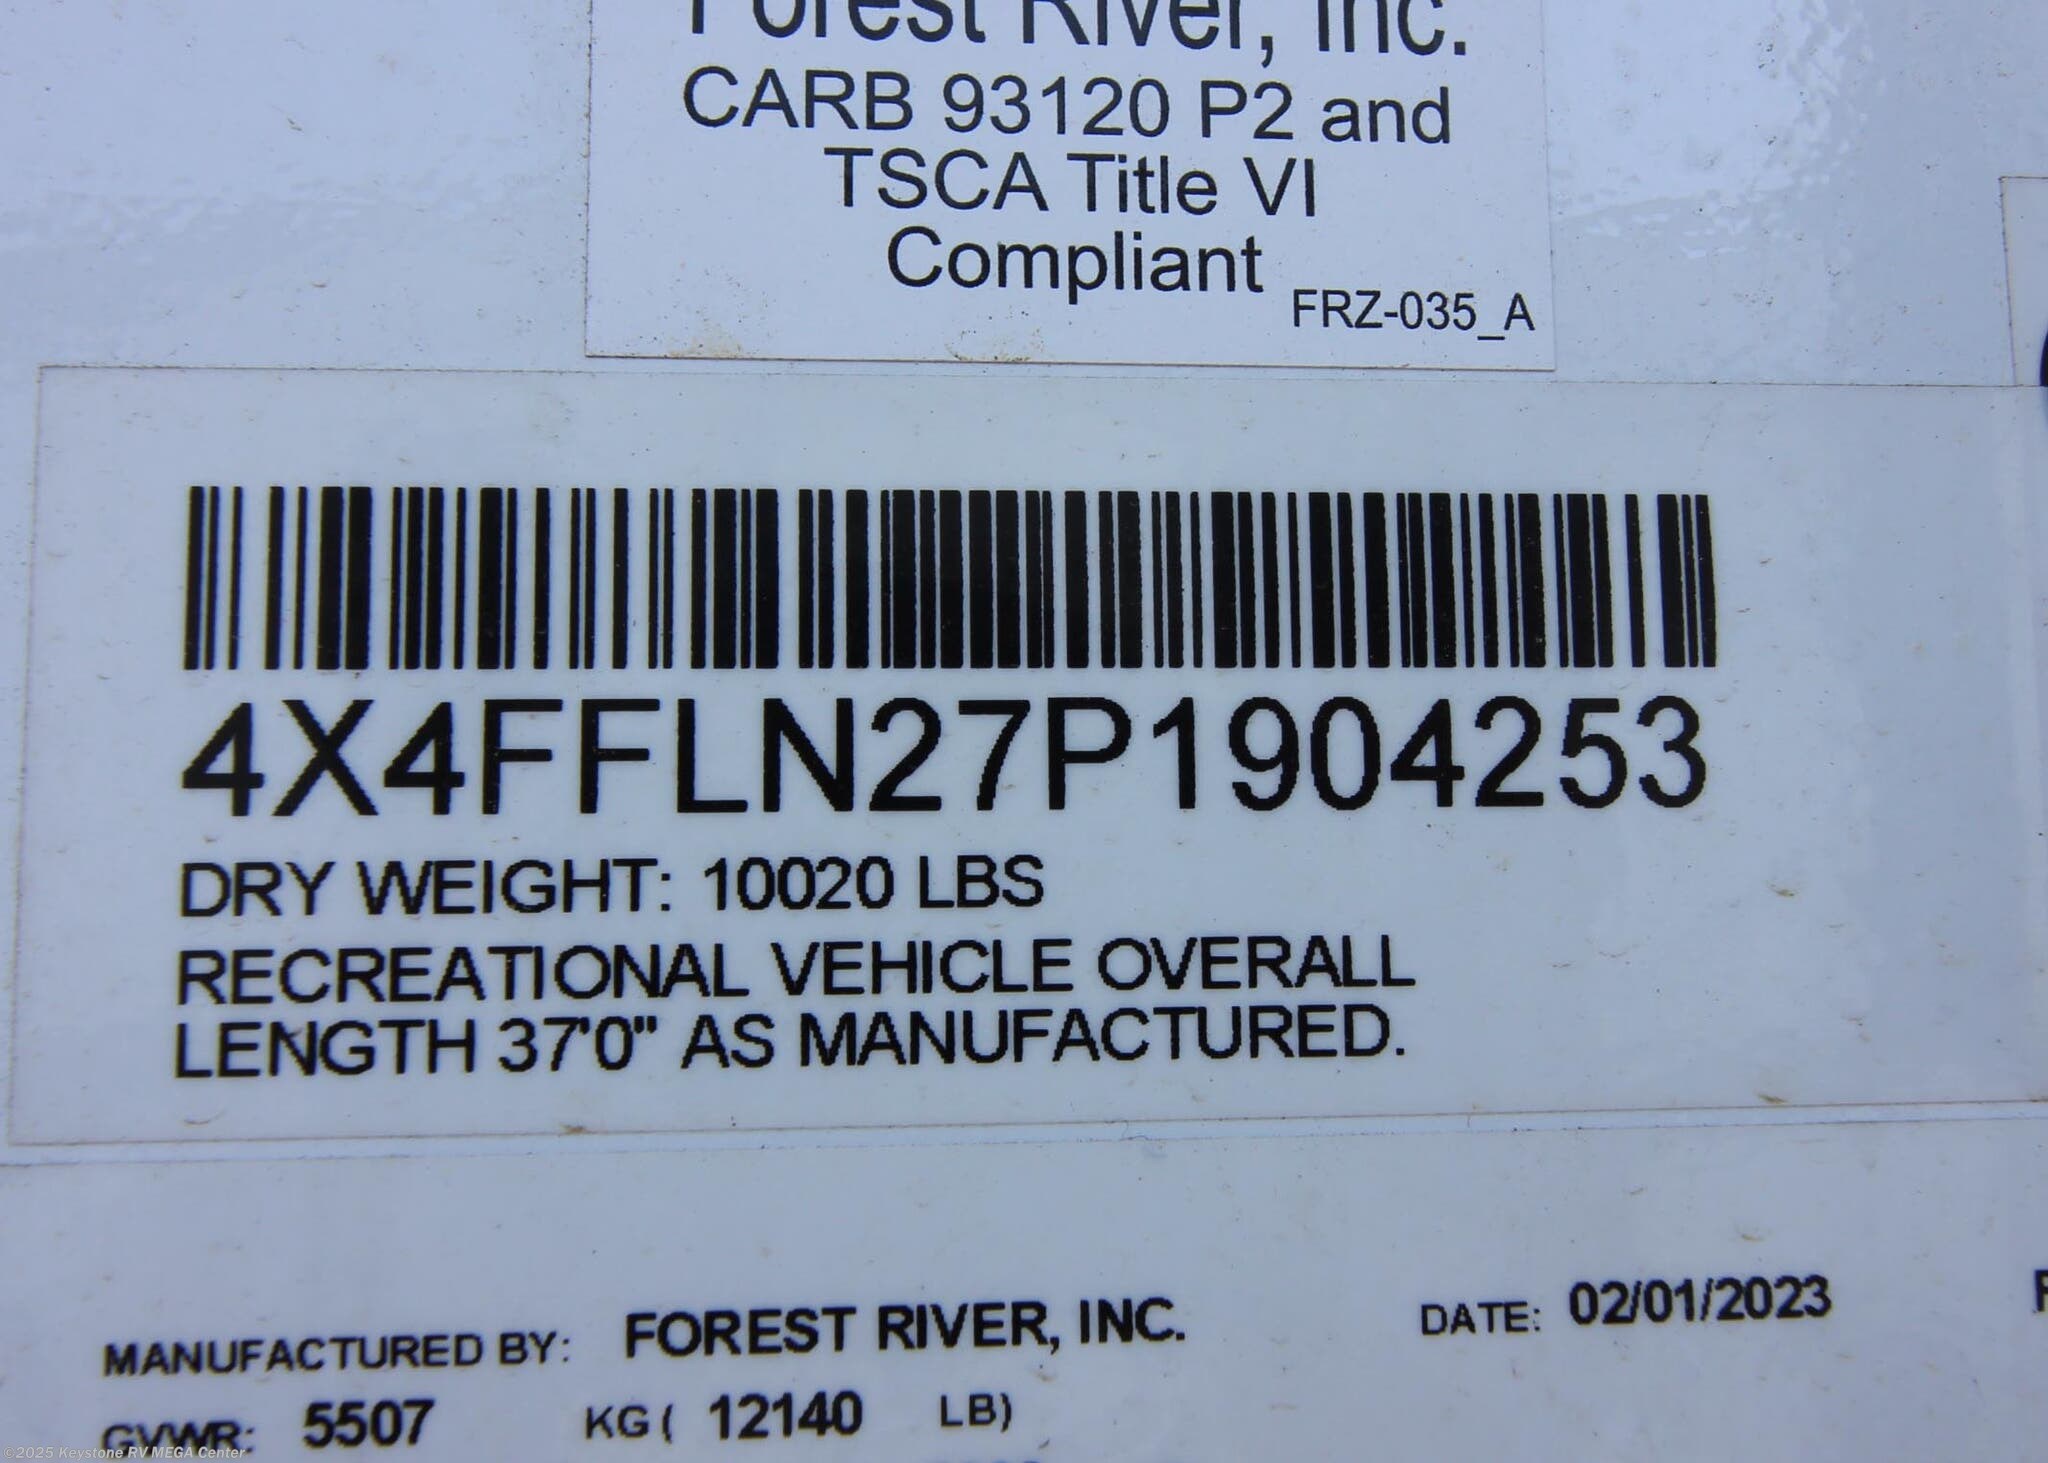 Forest River, Inc.
CARB 93120 P2 and
TSCA Title VI
Compliant
FRZ-035_A
4X4FFLN27P1904253
DRY WEIGHT: 10020 LBS
RECREATIONAL VEHICLE OVERALL
LENGTH 37'0" AS MANUFACTURED.
MANUFACTURED BY: FOREST RIVER, INC. DATE: 02/01/2023
GVWR: 5507 KG ( 12140 LB)
©2025 Keystone RV MEGA Center